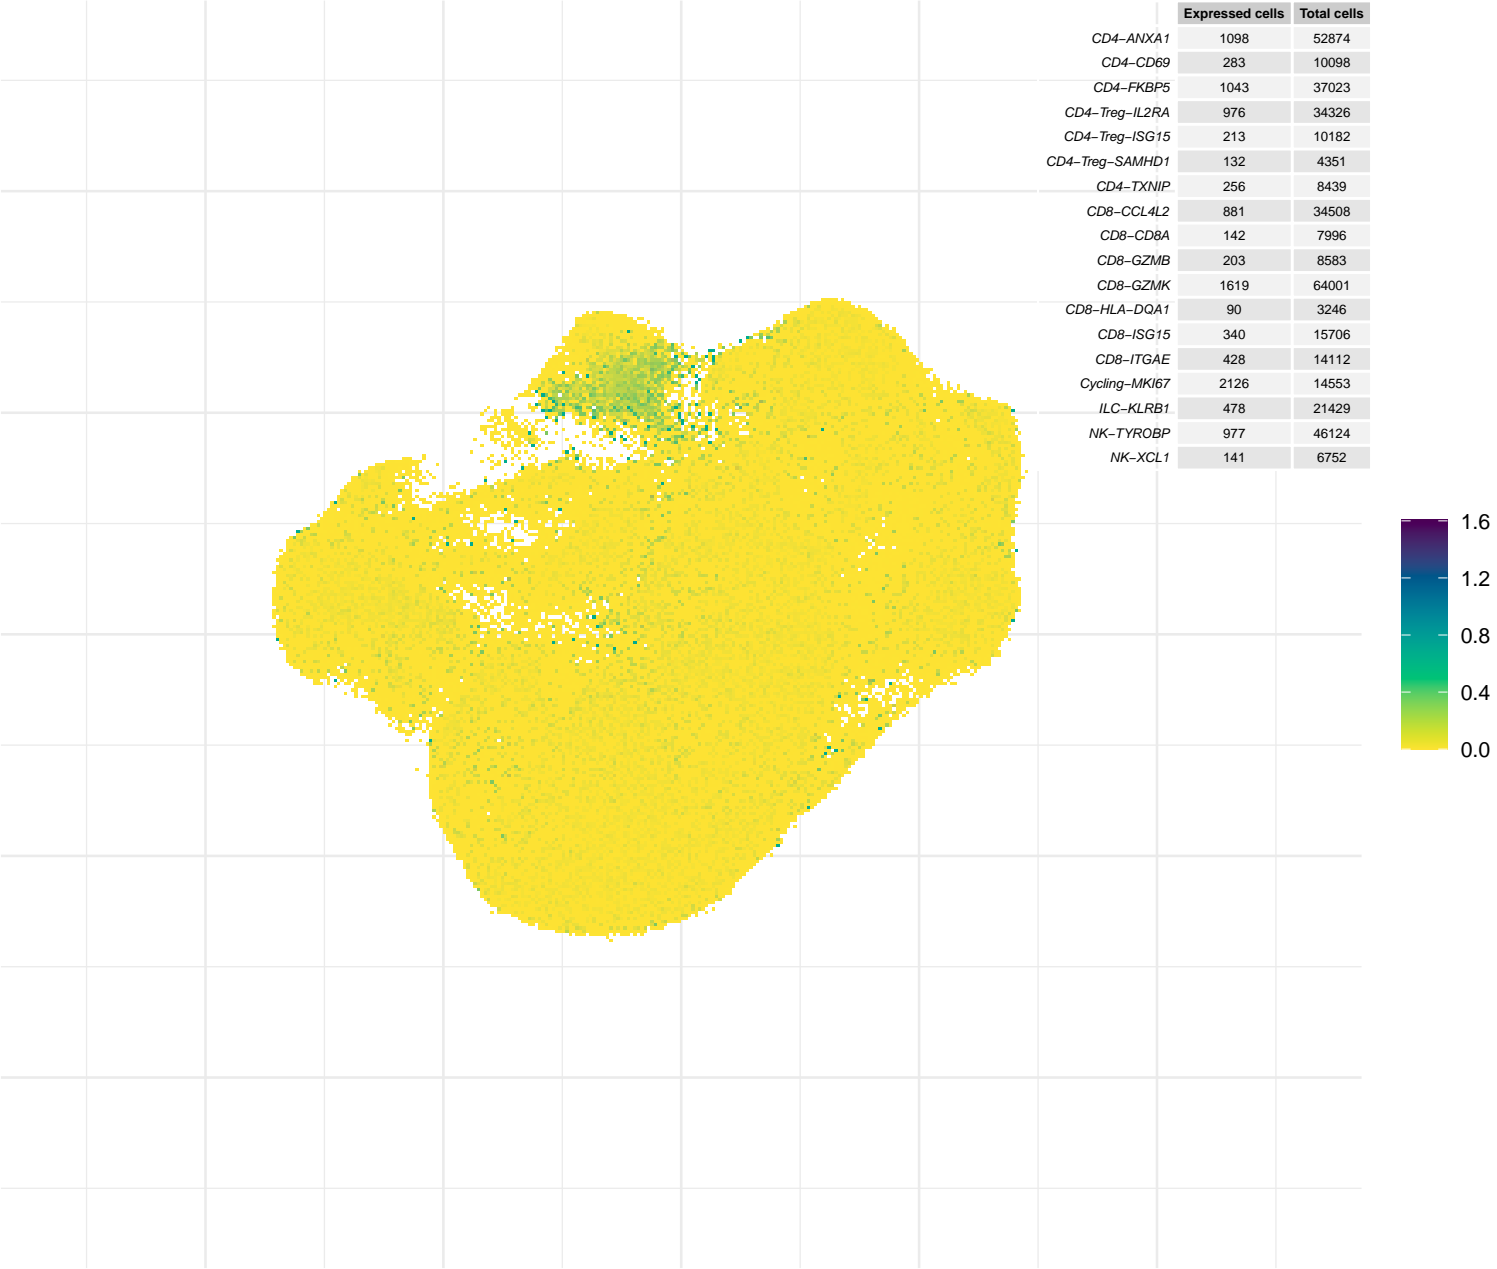 Expressed cells Total cells
CD4−ANXA1 1098 52874
CD4−CD69 283 10098
CD4−FKBP5 1043 37023
CD4−Treg−IL2RA 976 34326
CD4−Treg−ISG15 213 10182
CD4−Treg−SAMHD1 132 4351
CD4−TXNIP 256 8439
CD8−CCL4L2 881 34508
CD8−CD8A 142 7996
CD8−GZMB 203 8583
CD8−GZMK 1619 64001
CD8−HLA−DQA1 90 3246
CD8−ISG15 340 15706
CD8−ITGAE 428 14112
Cycling−MKI67 2126 14553
ILC−KLRB1 478 21429
NK−TYROBP 977 46124
NK−XCL1 141 6752
1.6
1.2
0.8
0.4
0.0